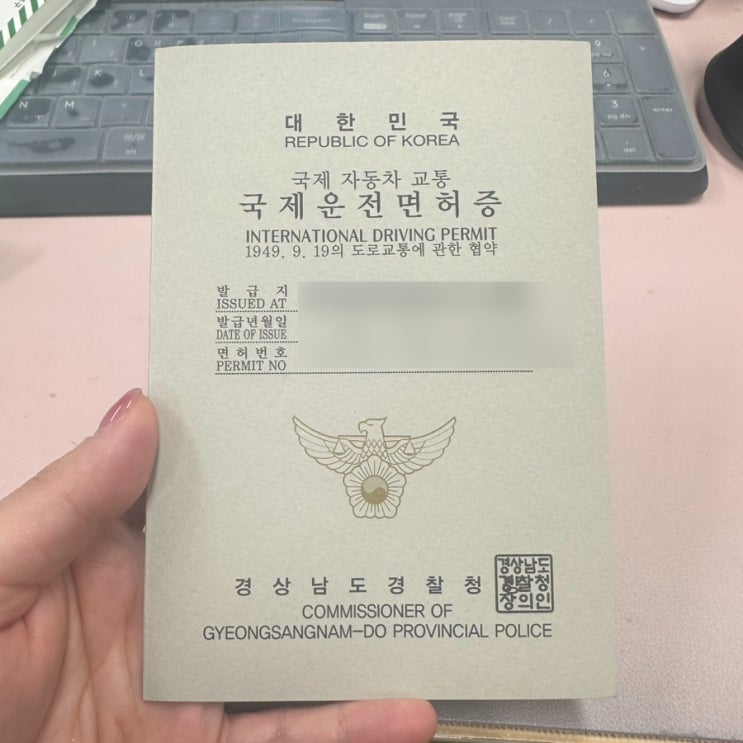 대한민국
REPUBLIC OF KOREA
국제 자동차 교통
국제운전면허증
INTERNATIONAL DRIVING PERMIT
1949. 9. 19의 도로교통에 관한 협약
발급지
ISSUED AT
발급년월일
DATE OF ISSUE
면허번호
PERMIT NO
경상남도경찰청
경상남도
경찰청
장의인
COMMISSIONER OF
GYEONGSANGNAM-DO PROVINCIAL POLICE